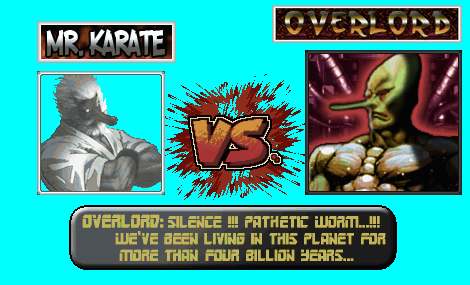 OVERLORD
MR. KARATE
VS.
OVERLORD: SILENCE !!! PATHETIC WORM...!!!
WE'VE BEEN LIVING IN THIS PLANET FOR
MORE THAN FOUR BILLION YEARS...